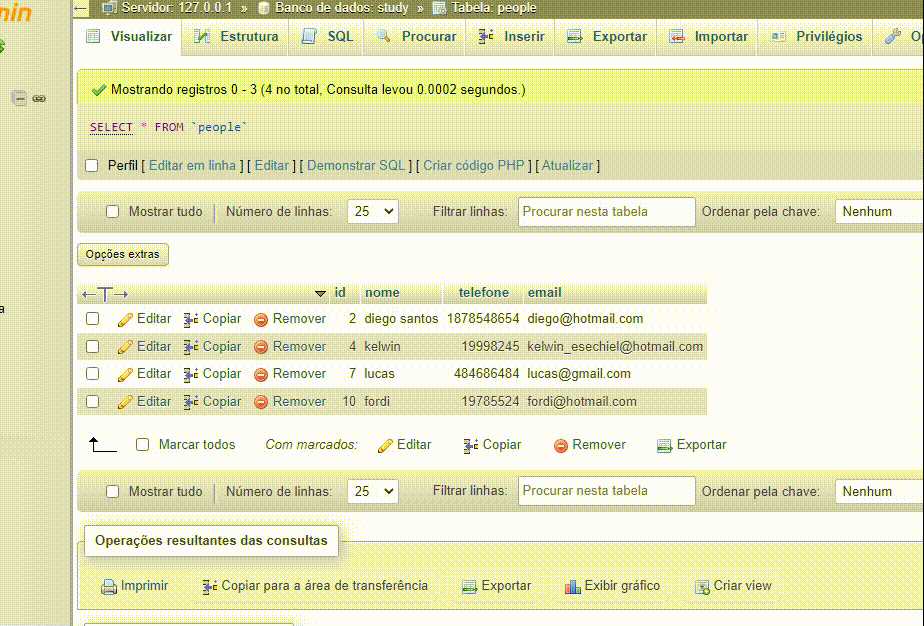 Servidor: 127.0.0.1 » Banco de dados: study » Tabela: people
Visualizar Estrutura SQL Procurar Inserir Exportar Importar Privilégios
Mostrando registros 0 - 3 (4 no total, Consulta levou 0.0002 segundos.)
SELECT * FROM `people`
Perfil [ Editar em linha ] [ Editar ] [ Demonstrar SQL ] [ Criar código PHP ] [ Atualizar ]
Mostrar tudo Número de linhas: 25 Filtrar linhas: Procurar nesta tabela Ordenar pela chave: Nenhum
Opções extras
id nome telefone email
Editar Copiar Remover 2 diego santos 1878548654 diego@hotmail.com
Editar Copiar Remover 4 kelwin 19998245 kelwin_esechiel@hotmail.com
Editar Copiar Remover 7 lucas 484686484 lucas@gmail.com
Editar Copiar Remover 10 fordi 19785524 fordi@hotmail.com
Marcar todos Com marcados: Editar Copiar Remover Exportar
Mostrar tudo Número de linhas: 25 Filtrar linhas: Procurar nesta tabela Ordenar pela chave: Nenhum
Operações resultantes das consultas
Imprimir Copiar para a área de transferência Exportar Exibir gráfico Criar view